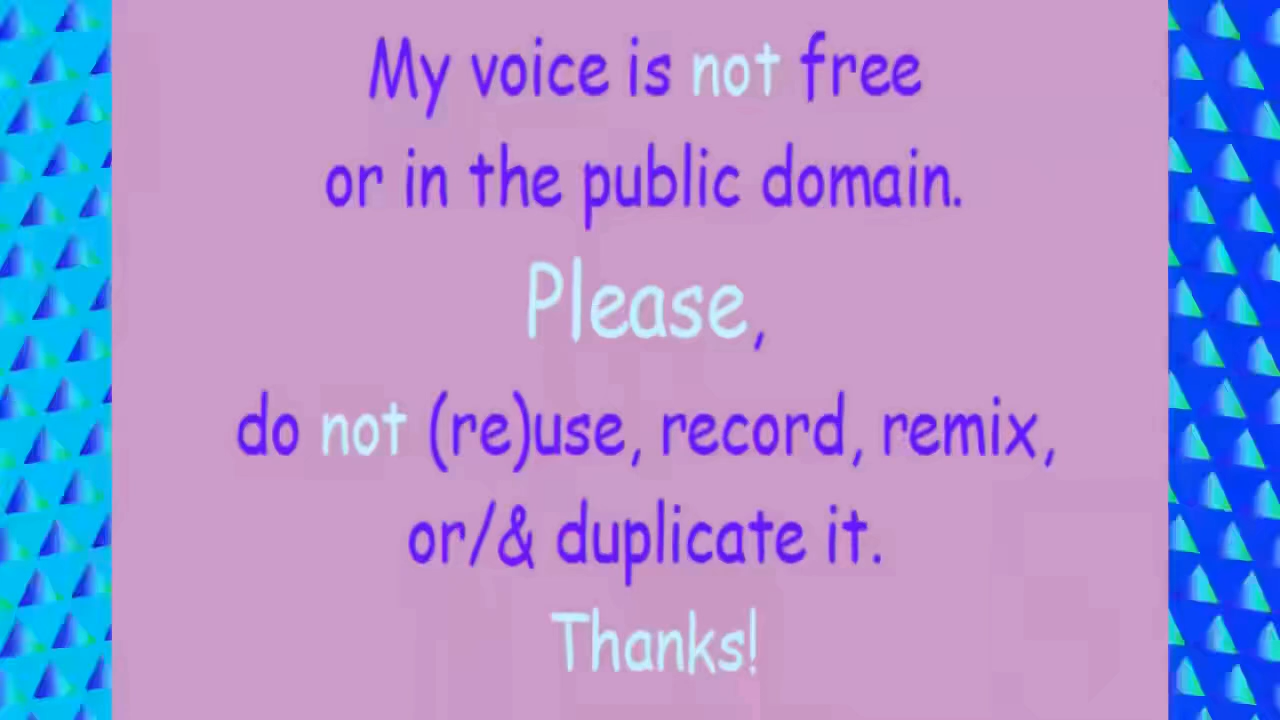 My voice is not free
or in the public domain.
Please,
do not (re)use, record, remix,
or/& duplicate it.
Thanks!